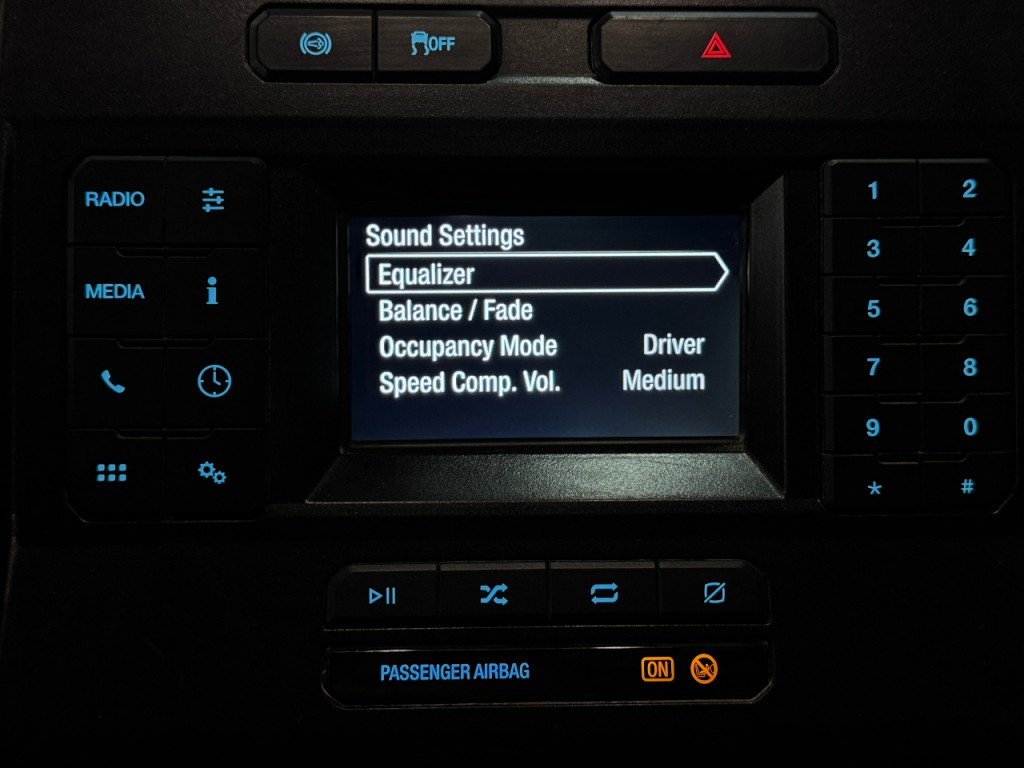 OFF
RADIO
MEDIA
Sound Settings
Equalizer
Balance / Fade
Occupancy Mode Driver
Speed Comp. Vol. Medium
1 2
3 4
5 6
7 8
9 0
* #
PASSENGER AIRBAG ON